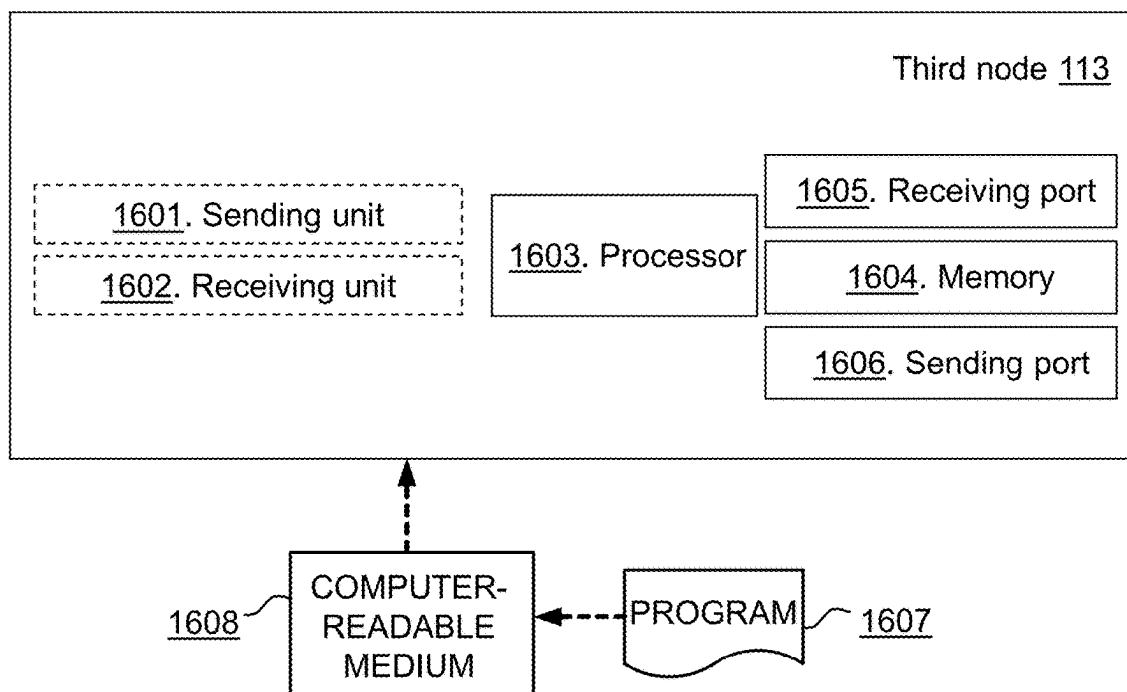 Third node 113
1601. Sending unit
1602. Receiving unit
1603. Processor
1605. Receiving port
1604. Memory
1606. Sending port
1608
COMPUTER-
READABLE
MEDIUM
PROGRAM
1607